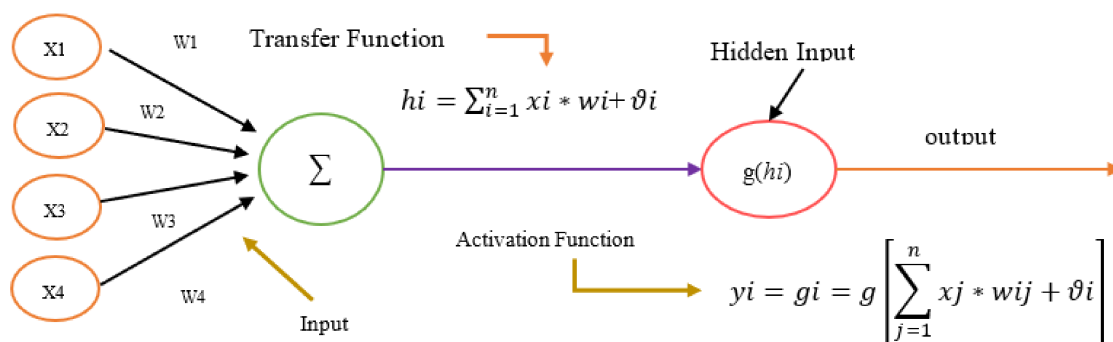 X1
W1
Transfer Function
Hidden Input
hi = ∑_{i=1}^{n} xi * wi + ϑi
X2
W2
output
∑
g(hi)
X3
W3
Activation Function
X4
W4
Input
yi = gi = g [∑_{j=1}^{n} xj * wij + ϑi]